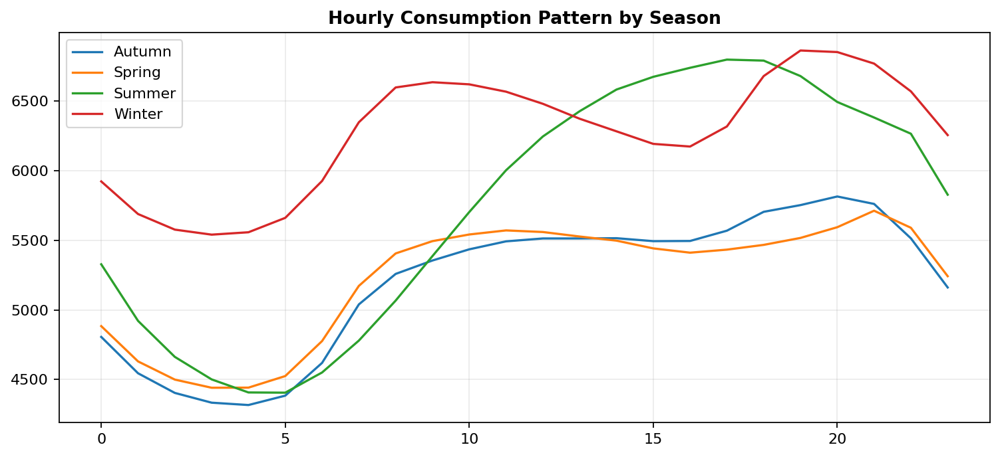 Hourly Consumption Pattern by Season
Autumn
Spring
Summer
Winter
6500
6000
5500
5000
4500
0 5 10 15 20